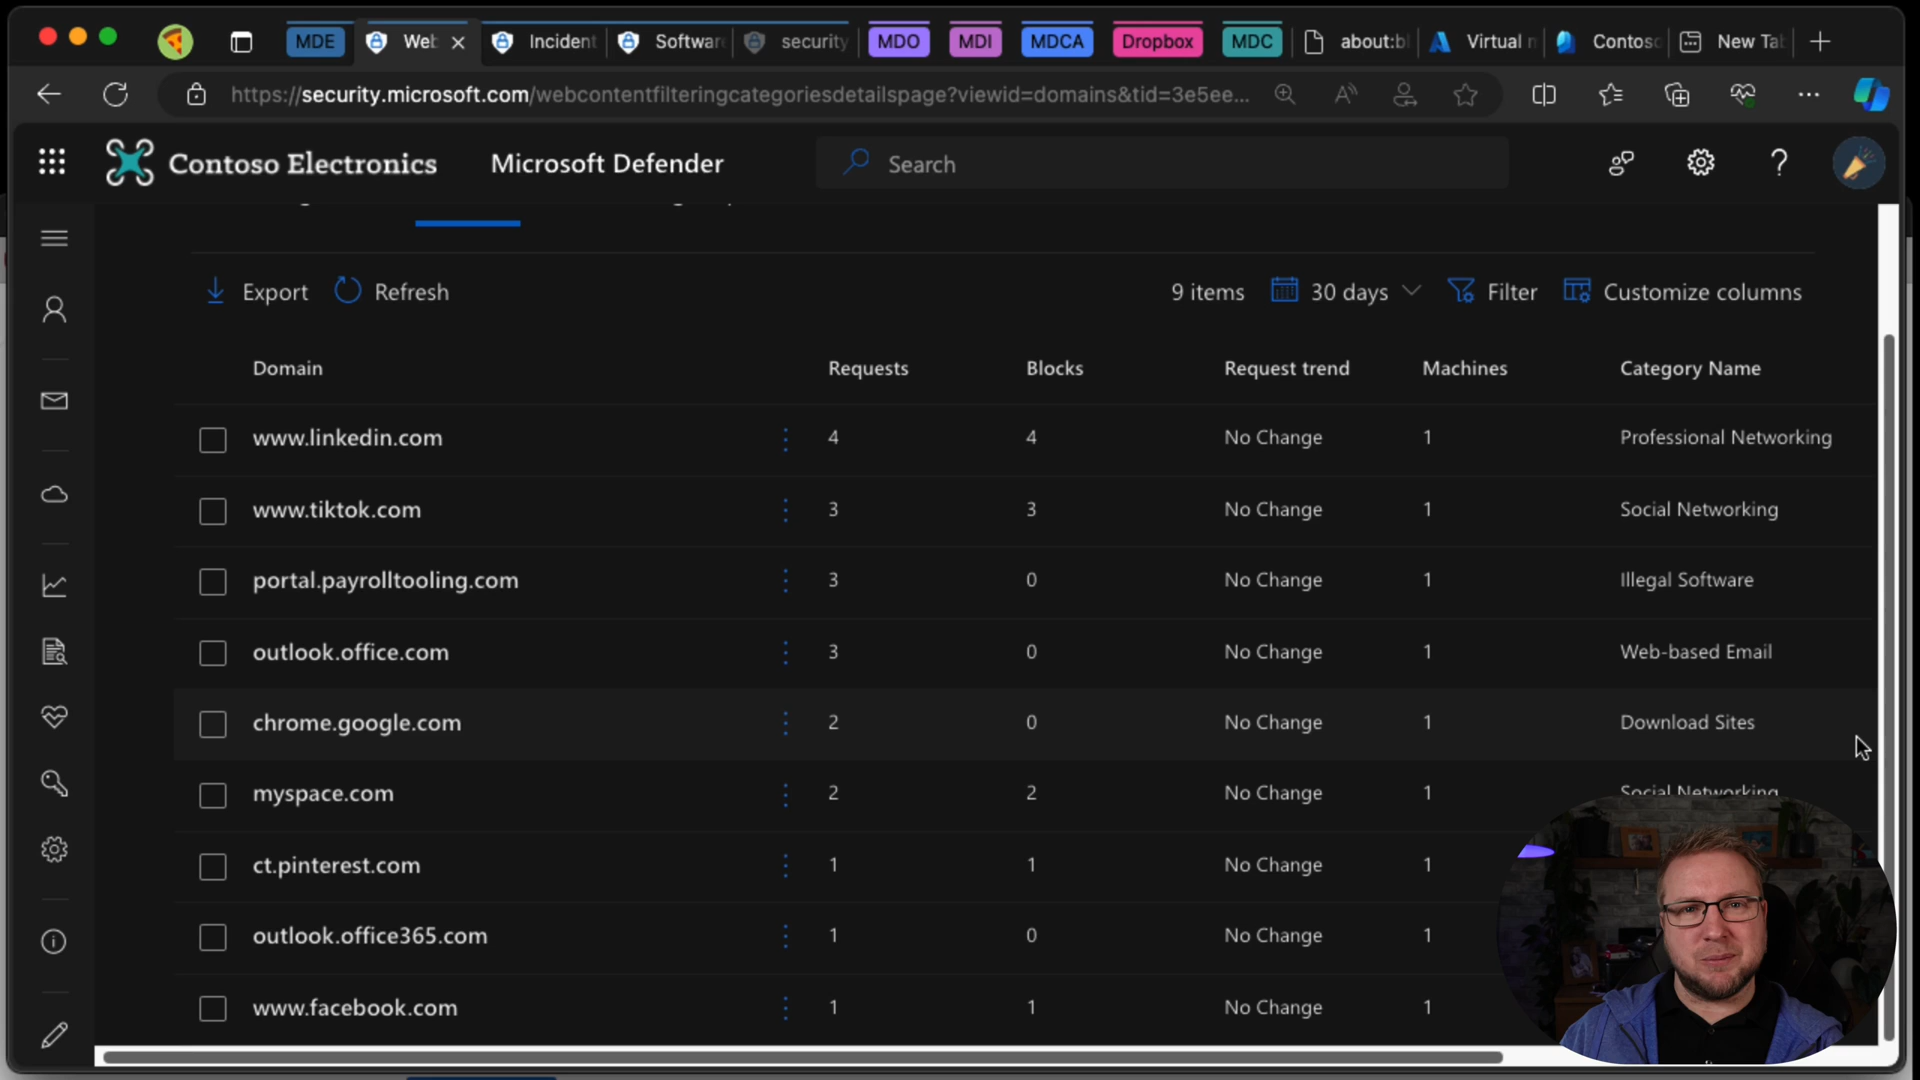 MDE Web Incident Softwar security MDO MDI MDCA Dropbox MDC about:bl Virtual m Contoso New Tab
https://security.microsoft.com/webcontentfilteringcategoriesdetailspage?viewid=domains&tid=3e5ee...
Contoso Electronics Microsoft Defender Search
Export Refresh 9 items 30 days Filter Customize columns
Domain Requests Blocks Request trend Machines Category Name
www.linkedin.com 4 4 No Change 1 Professional Networking
www.tiktok.com 3 3 No Change 1 Social Networking
portal.payrolltooling.com 3 0 No Change 1 Illegal Software
outlook.office.com 3 0 No Change 1 Web-based Email
chrome.google.com 2 0 No Change 1 Download Sites
myspace.com 2 2 No Change 1 Social Networking
ct.pinterest.com 1 1 No Change 1
outlook.office365.com 1 0 No Change 1
www.facebook.com 1 1 No Change 1